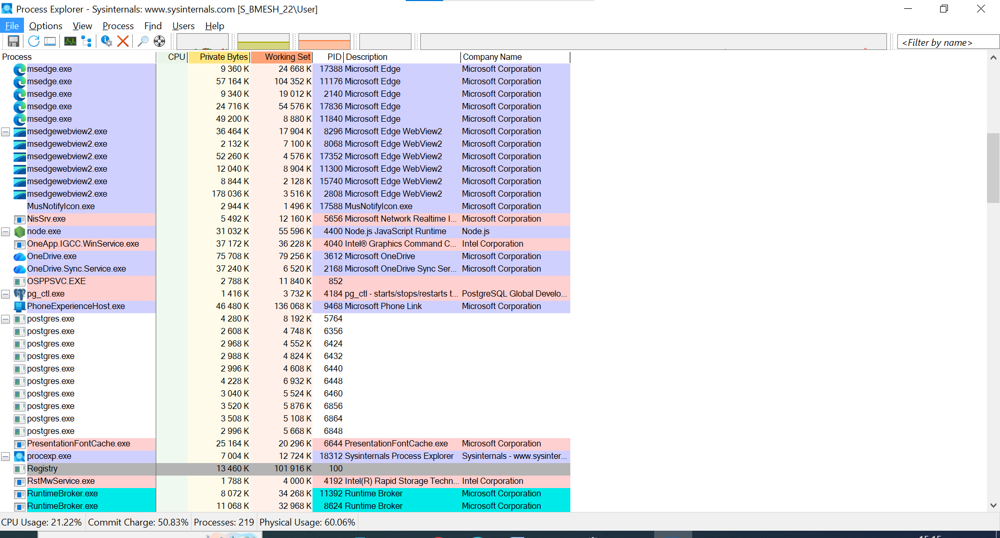 Process Explorer - Sysinternals: www.sysinternals.com [S_BMESH_22\User]
File Options View Process Find Users Help
<Filter by name>
Process CPU Private Bytes Working Set PID Description Company Name
msedge.exe 9 360 K 24 668 K 17388 Microsoft Edge Microsoft Corporation
msedge.exe 57 164 K 104 352 K 11176 Microsoft Edge Microsoft Corporation
msedge.exe 9 340 K 19 012 K 2140 Microsoft Edge Microsoft Corporation
msedge.exe 24 716 K 54 576 K 17836 Microsoft Edge Microsoft Corporation
msedge.exe 49 200 K 8 880 K 11840 Microsoft Edge Microsoft Corporation
msedgewebview2.exe 36 464 K 17 904 K 8296 Microsoft Edge WebView2 Microsoft Corporation
msedgewebview2.exe 2 132 K 7 100 K 8068 Microsoft Edge WebView2 Microsoft Corporation
msedgewebview2.exe 52 260 K 4 576 K 17352 Microsoft Edge WebView2 Microsoft Corporation
msedgewebview2.exe 12 040 K 8 904 K 11300 Microsoft Edge WebView2 Microsoft Corporation
msedgewebview2.exe 8 844 K 2 128 K 15740 Microsoft Edge WebView2 Microsoft Corporation
msedgewebview2.exe 178 036 K 3 516 K 2808 Microsoft Edge WebView2 Microsoft Corporation
MusNotifyIcon.exe 2 944 K 1 496 K 17588 MusNotifyIcon.exe Microsoft Corporation
NisSrv.exe 5 492 K 12 160 K 5656 Microsoft Network Realtime I... Microsoft Corporation
node.exe 31 032 K 55 596 K 4400 Node.js JavaScript Runtime Node.js
OneApp.IGCC.WinService.exe 37 172 K 36 228 K 4040 Intel® Graphics Command C... Intel Corporation
OneDrive.exe 75 708 K 79 256 K 3612 Microsoft OneDrive Microsoft Corporation
OneDrive.Sync.Service.exe 37 240 K 6 520 K 2168 Microsoft OneDrive Sync Ser... Microsoft Corporation
OSPPSVC.EXE 2 788 K 11 840 K 852
pg_ctl.exe 1 416 K 3 732 K 4184 pg_ctl - starts/stops/restarts t... PostgreSQL Global Develo...
PhoneExperienceHost.exe 46 480 K 136 068 K 9468 Microsoft Phone Link Microsoft Corporation
postgres.exe 4 280 K 8 192 K 5764
postgres.exe 2 608 K 4 748 K 6356
postgres.exe 2 968 K 4 552 K 6424
postgres.exe 2 988 K 4 824 K 6432
postgres.exe 2 996 K 4 608 K 6440
postgres.exe 4 228 K 6 932 K 6448
postgres.exe 3 040 K 5 524 K 6460
postgres.exe 3 520 K 5 876 K 6856
postgres.exe 3 508 K 5 108 K 6864
postgres.exe 2 996 K 5 668 K 6848
PresentationFontCache.exe 25 164 K 20 296 K 6644 PresentationFontCache.exe Microsoft Corporation
procexp.exe 7 004 K 12 724 K 18312 Sysinternals Process Explorer Sysinternals - www.sysinter...
Registry 13 460 K 101 916 K 100
RstMwService.exe 1 788 K 4 000 K 4192 Intel(R) Rapid Storage Techn... Intel Corporation
RuntimeBroker.exe 8 072 K 34 268 K 11392 Runtime Broker Microsoft Corporation
RuntimeBroker.exe 11 068 K 32 968 K 8624 Runtime Broker Microsoft Corporation
CPU Usage: 21.22% Commit Charge: 50.83% Processes: 219 Physical Usage: 60.06%